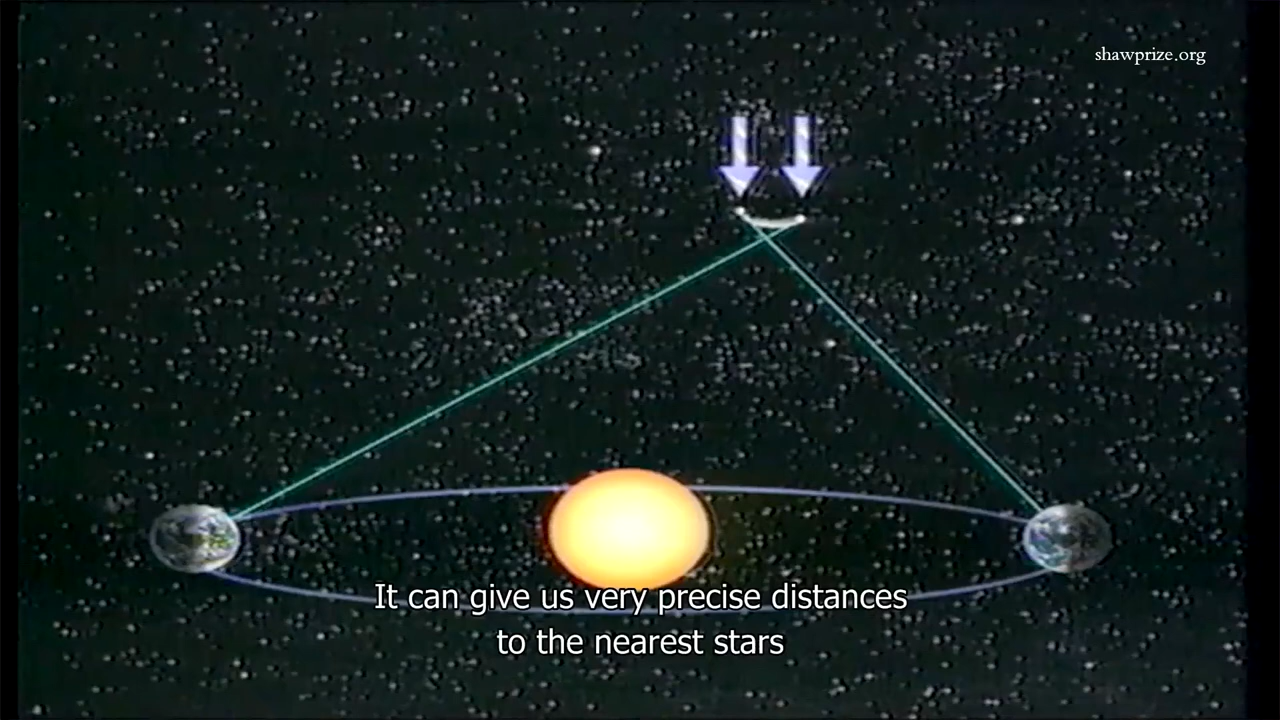 shawprize.org
It can give us very precise distances
to the nearest stars